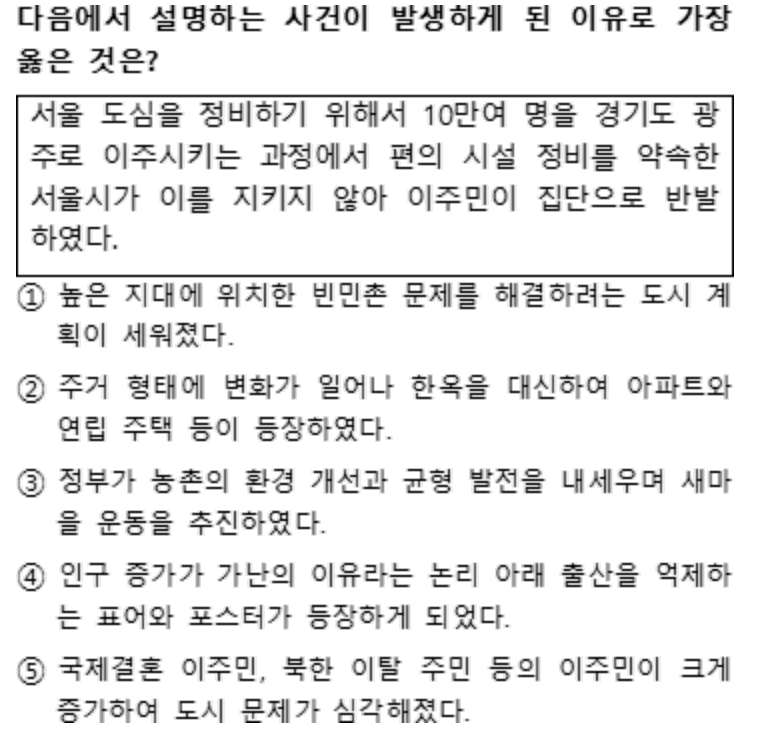 다음에서 설명하는 사건이 발생하게 된 이유로 가장
옳은 것은?
서울 도심을 정비하기 위해서 10만여 명을 경기도 광
주로 이주시키는 과정에서 편의 시설 정비를 약속한
서울시가 이를 지키지 않아 이주민이 집단으로 반발
하였다.
① 높은 지대에 위치한 빈민촌 문제를 해결하려는 도시 계
획이 세워졌다.
② 주거 형태에 변화가 일어나 한옥을 대신하여 아파트와
연립 주택 등이 등장하였다.
③ 정부가 농촌의 환경 개선과 균형 발전을 내세우며 새마
을 운동을 추진하였다.
④ 인구 증가가 가난의 이유라는 논리 아래 출산을 억제하
는 표어와 포스터가 등장하게 되었다.
⑤ 국제결혼 이주민, 북한 이탈 주민 등의 이주민이 크게
증가하여 도시 문제가 심각해졌다.